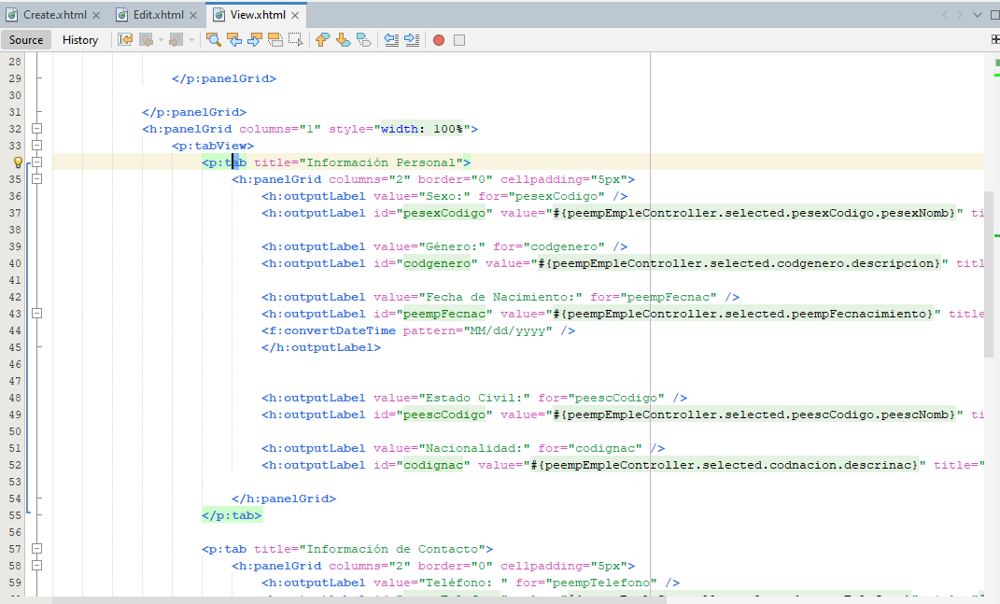 Create.xhtml Edit.xhtml View.xhtml
Source History
28
29 </p:panelGrid>
30
31 </p:panelGrid>
32 <h:panelGrid columns="1" style="width: 100%">
33 <p:tabView>
<p:tab title="Información Personal">
35 <h:panelGrid columns="2" border="0" cellpadding="5px">
36 <h:outputLabel value="Sexo:" for="pesexCodigo" />
37 <h:outputLabel id="pesexCodigo" value="#{peempEmpleController.selected.pesexCodigo.pesexNomb}" ti
38
39 <h:outputLabel value="Género:" for="codgenero" />
40 <h:outputLabel id="codgenero" value="#{peempEmpleController.selected.codgenero.descripcion}" titl
41
42 <h:outputLabel value="Fecha de Nacimiento:" for="peempFecnac" />
43 <h:outputLabel id="peempFecnac" value="#{peempEmpleController.selected.peempFecnacimiento}" title
44 <f:convertDateTime pattern="MM/dd/yyyy" />
45 </h:outputLabel>
46
47
48 <h:outputLabel value="Estado Civil:" for="peescCodigo" />
49 <h:outputLabel id="peescCodigo" value="#{peempEmpleController.selected.peescCodigo.peescNomb}" ti
50
51 <h:outputLabel value="Nacionalidad:" for="codignac" />
52 <h:outputLabel id="codignac" value="#{peempEmpleController.selected.codnacion.descrinac}" title="
53
54 </h:panelGrid>
55 </p:tab>
56
57 <p:tab title="Información de Contacto">
58 <h:panelGrid columns="2" border="0" cellpadding="5px">
59 <h:outputLabel value="Teléfono: " for="peempTelefono" />